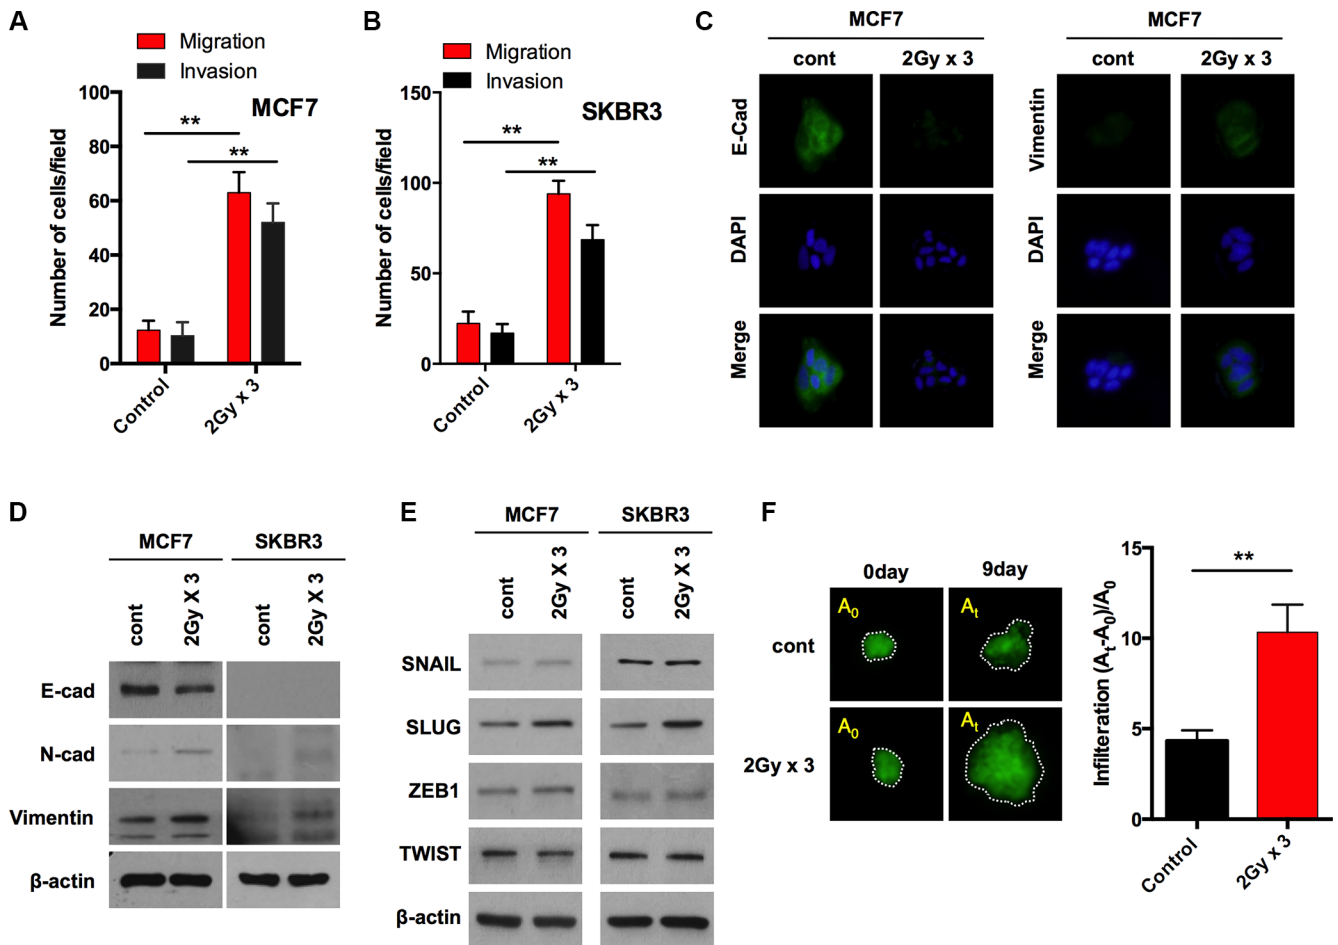 A
Migration
Invasion
MCF7
**
**
Number of cells/field
100
80
60
40
20
0
Control
2Gy x 3
B
Migration
Invasion
SKBR3
**
**
Number of cells/field
150
100
50
0
Control
2Gy x 3
C
MCF7
cont
2Gy x 3
E-Cad
DAPI
Merge
MCF7
cont
2Gy x 3
Vimentin
DAPI
Merge
D
MCF7
SKBR3
cont
2Gy X 3
cont
2Gy X 3
E-cad
N-cad
Vimentin
β-actin
E
MCF7
SKBR3
cont
2Gy X 3
cont
2Gy X 3
SNAIL
SLUG
ZEB1
TWIST
β-actin
F
0day
9day
cont
A0
At
2Gy x 3
A0
At
Infilteration (At-A0)/A0
15
10
5
0
**
Control
2Gy x 3